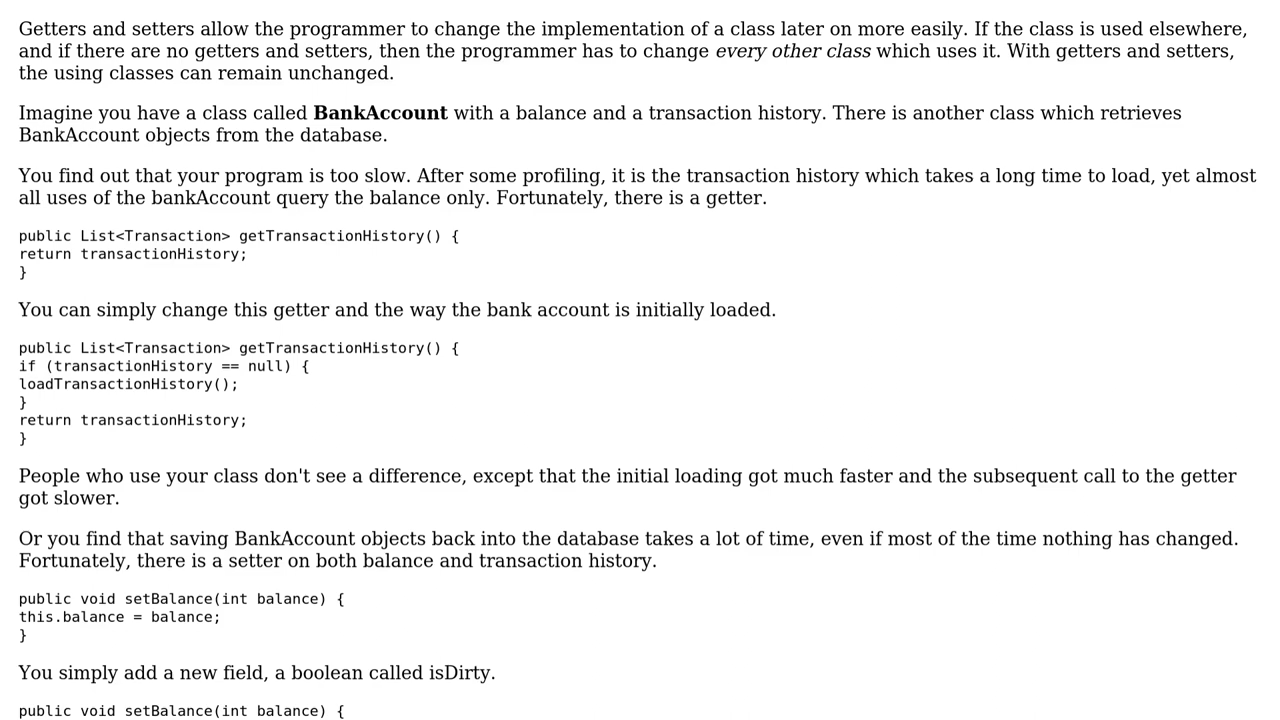 Getters and setters allow the programmer to change the implementation of a class later on more easily. If the class is used elsewhere,
and if there are no getters and setters, then the programmer has to change every other class which uses it. With getters and setters,
the using classes can remain unchanged.
Imagine you have a class called BankAccount with a balance and a transaction history. There is another class which retrieves
BankAccount objects from the database.
You find out that your program is too slow. After some profiling, it is the transaction history which takes a long time to load, yet almost
all uses of the bankAccount query the balance only. Fortunately, there is a getter.
public List<Transaction> getTransactionHistory() {
return transactionHistory;
}
You can simply change this getter and the way the bank account is initially loaded.
public List<Transaction> getTransactionHistory() {
if (transactionHistory == null) {
loadTransactionHistory();
}
return transactionHistory;
}
People who use your class don't see a difference, except that the initial loading got much faster and the subsequent call to the getter
got slower.
Or you find that saving BankAccount objects back into the database takes a lot of time, even if most of the time nothing has changed.
Fortunately, there is a setter on both balance and transaction history.
public void setBalance(int balance) {
this.balance = balance;
}
You simply add a new field, a boolean called isDirty.
public void setBalance(int balance) {